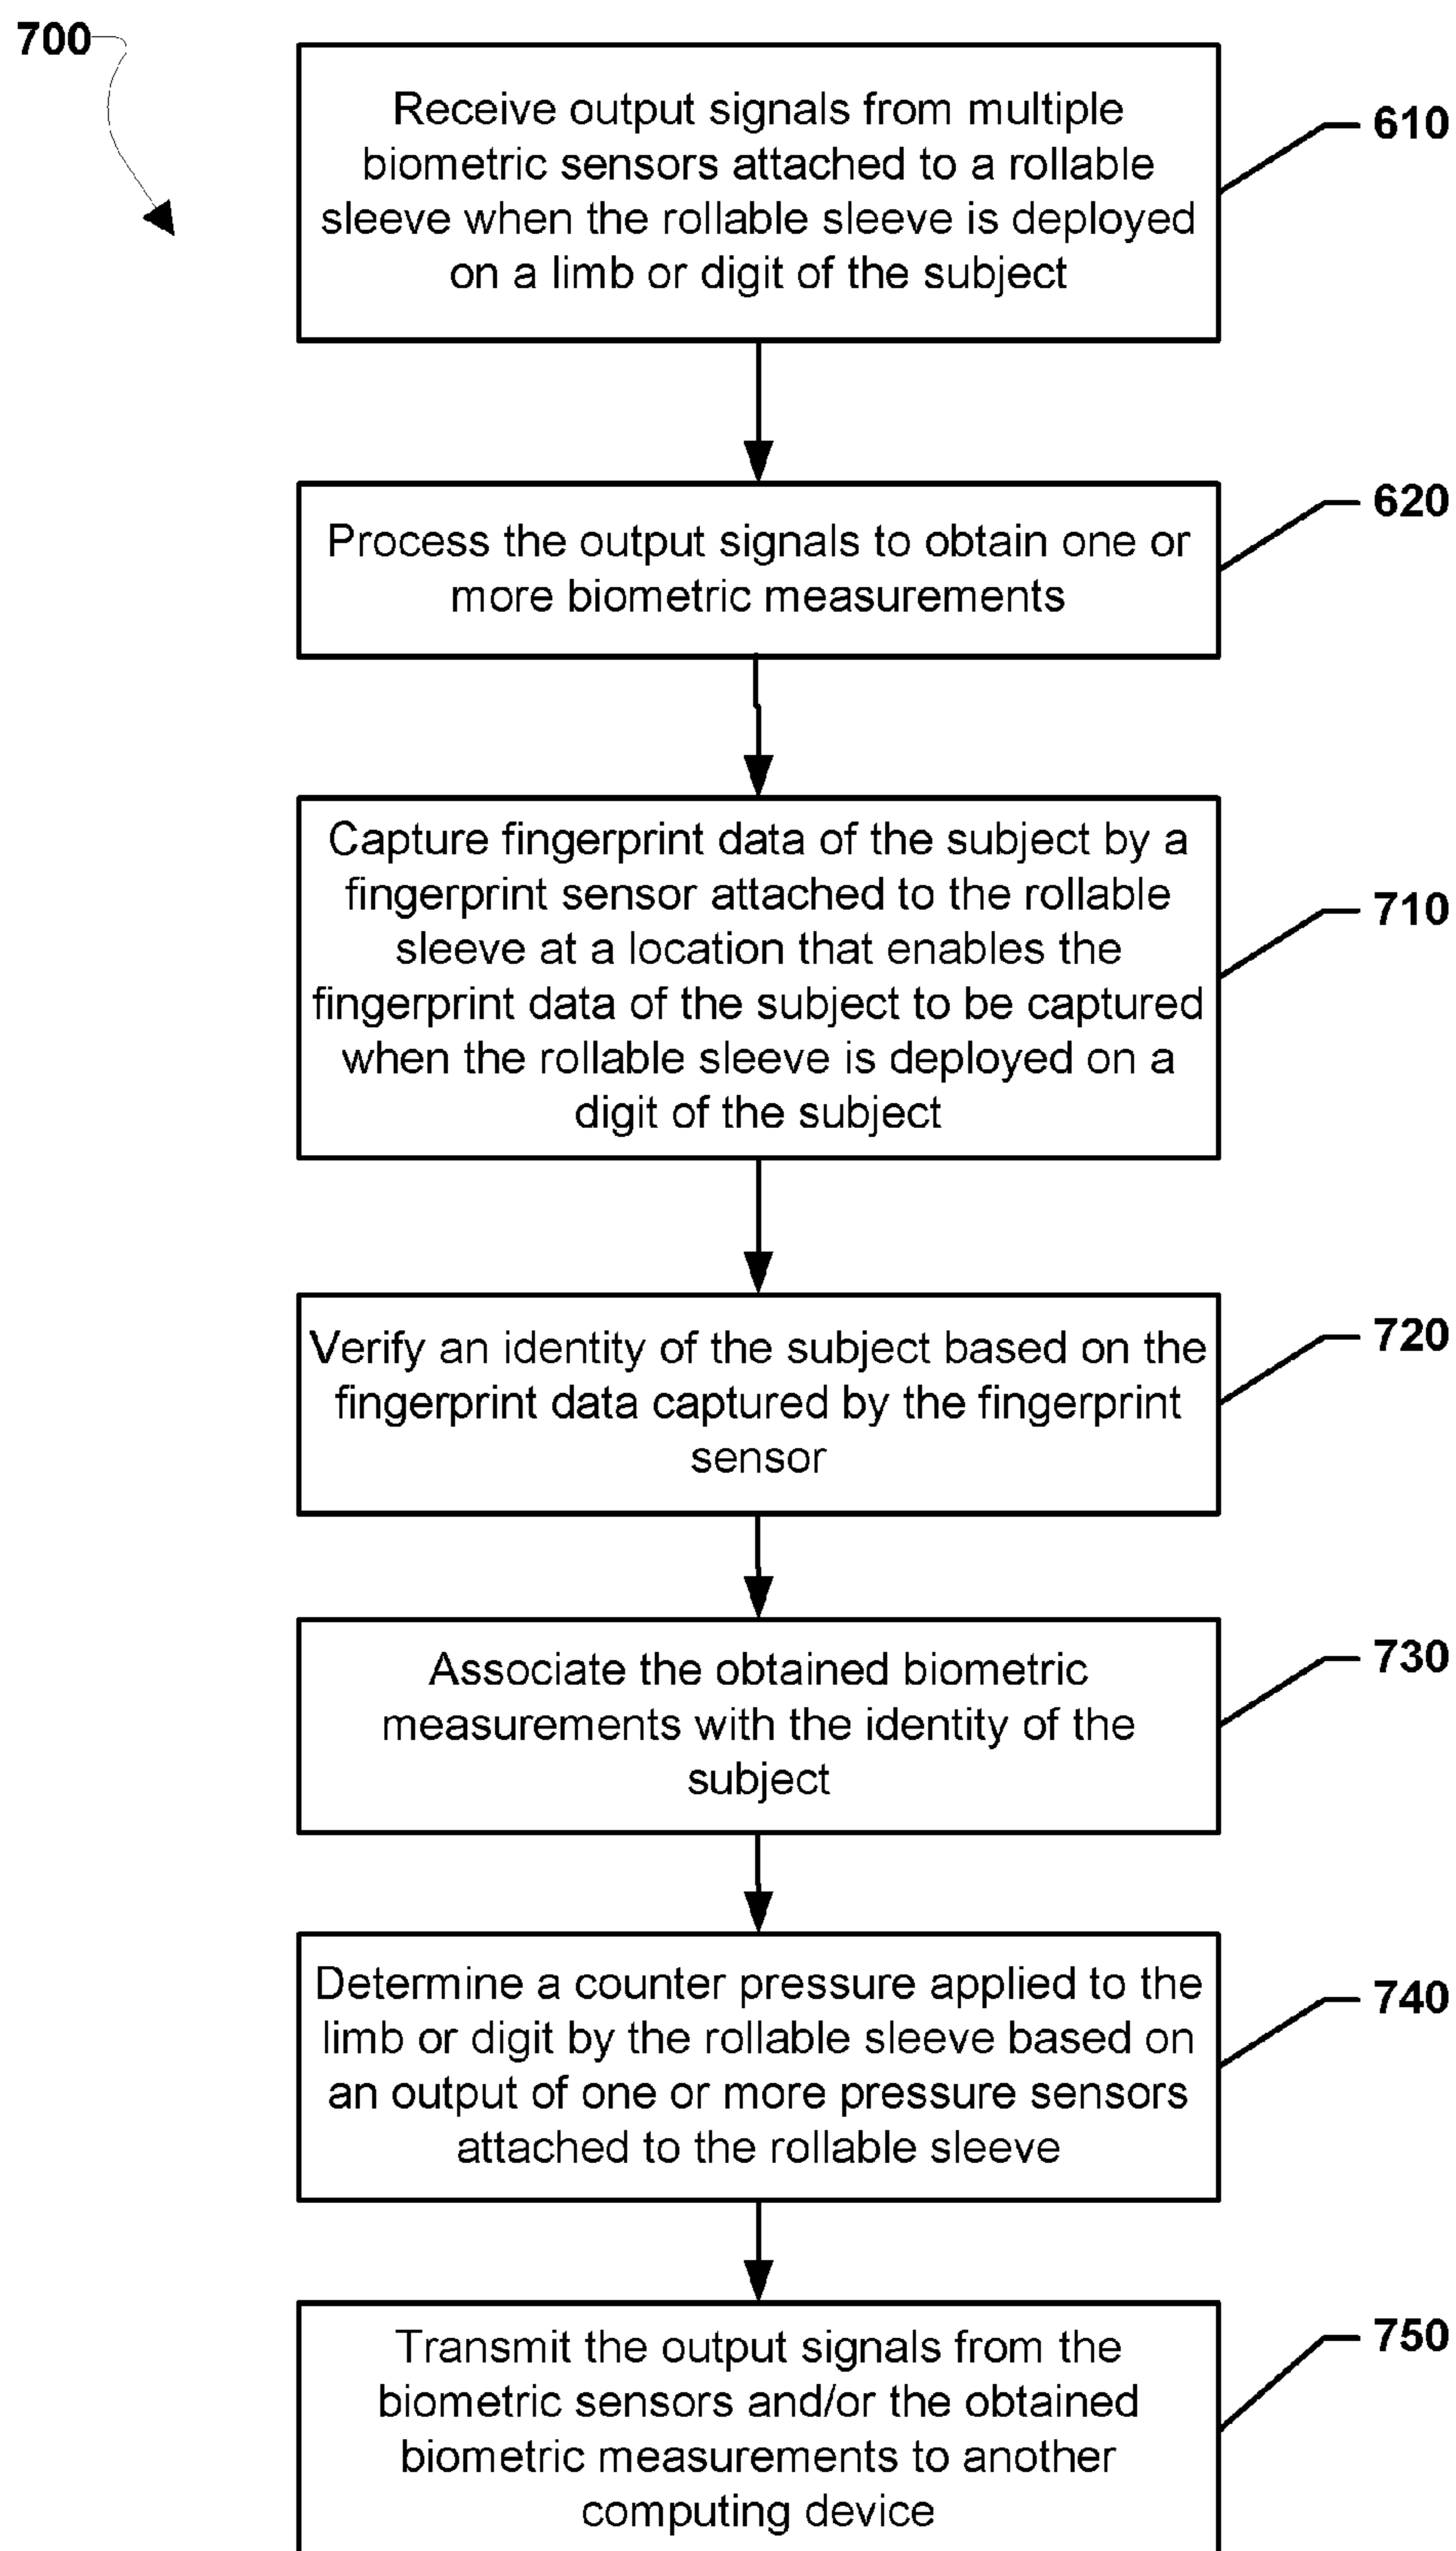 700
Receive output signals from multiple
biometric sensors attached to a rollable
sleeve when the rollable sleeve is deployed
on a limb or digit of the subject
610
Process the output signals to obtain one or
more biometric measurements
620
Capture fingerprint data of the subject by a
fingerprint sensor attached to the rollable
sleeve at a location that enables the
fingerprint data of the subject to be captured
when the rollable sleeve is deployed on a
digit of the subject
710
Verify an identity of the subject based on the
fingerprint data captured by the fingerprint
sensor
720
Associate the obtained biometric
measurements with the identity of the
subject
730
Determine a counter pressure applied to the
limb or digit by the rollable sleeve based on
an output of one or more pressure sensors
attached to the rollable sleeve
740
Transmit the output signals from the
biometric sensors and/or the obtained
biometric measurements to another
computing device
750